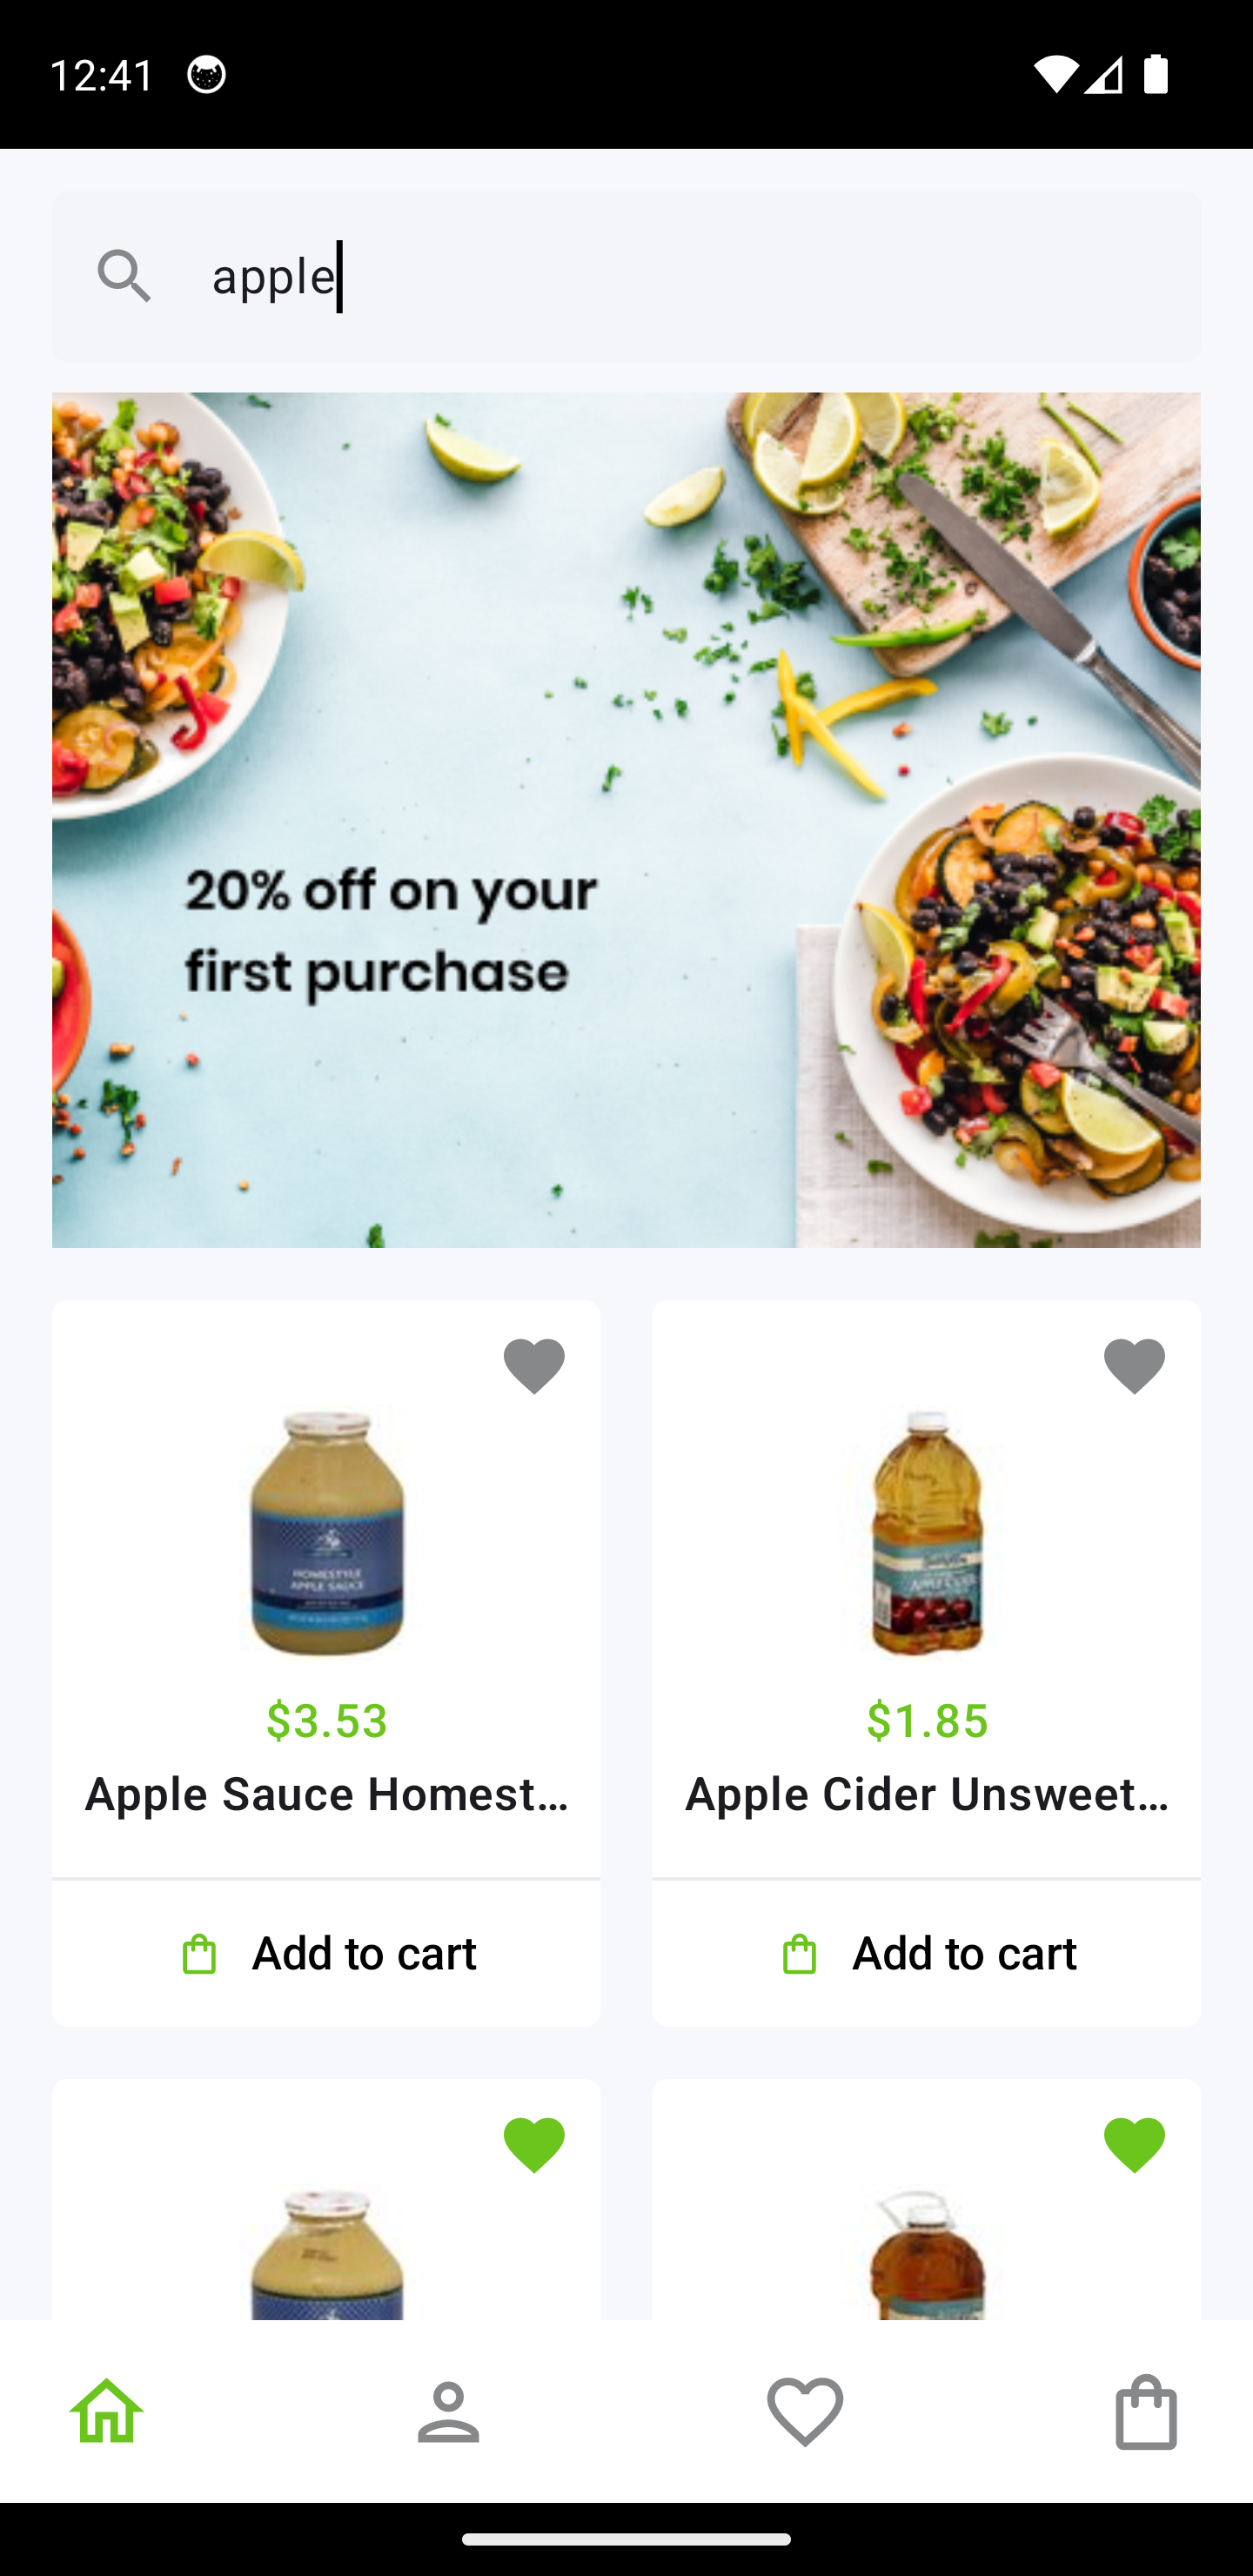 12:41
apple
20% off on your
first purchase
HOMESTYLE
APPLE SAUCE
$3.53
$1.85
Apple Sauce Homest...
Apple Cider Unsweet...
Add to cart
Add to cart